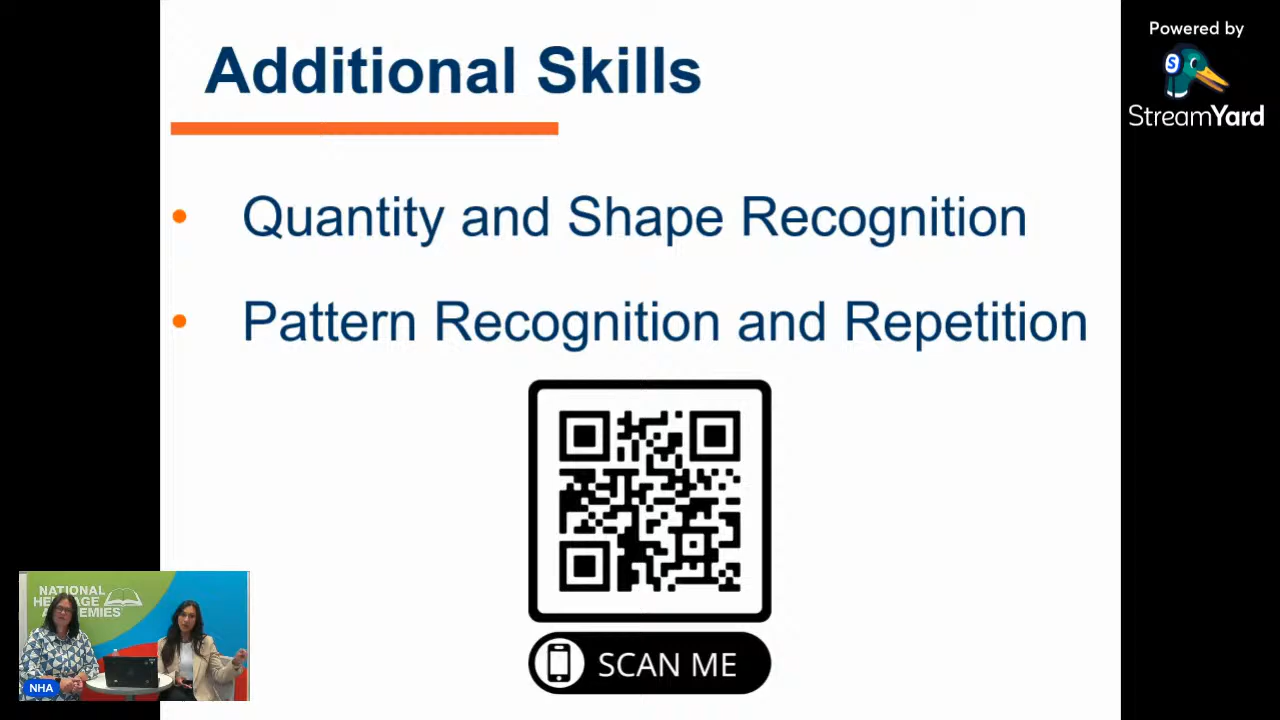 Additional Skills
Powered by
StreamYard
• Quantity and Shape Recognition
• Pattern Recognition and Repetition
SCAN ME
NATIONAL
HERITAGE
ACADEMIES
NHA